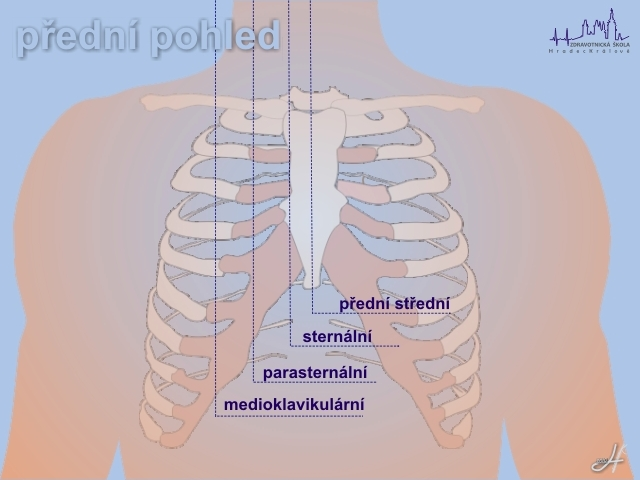 přední pohled
ZDRAVOTNICKÁ ŠKOLA
Hradec Králové
přední střední
sternální
parasternální
medioklavikulární